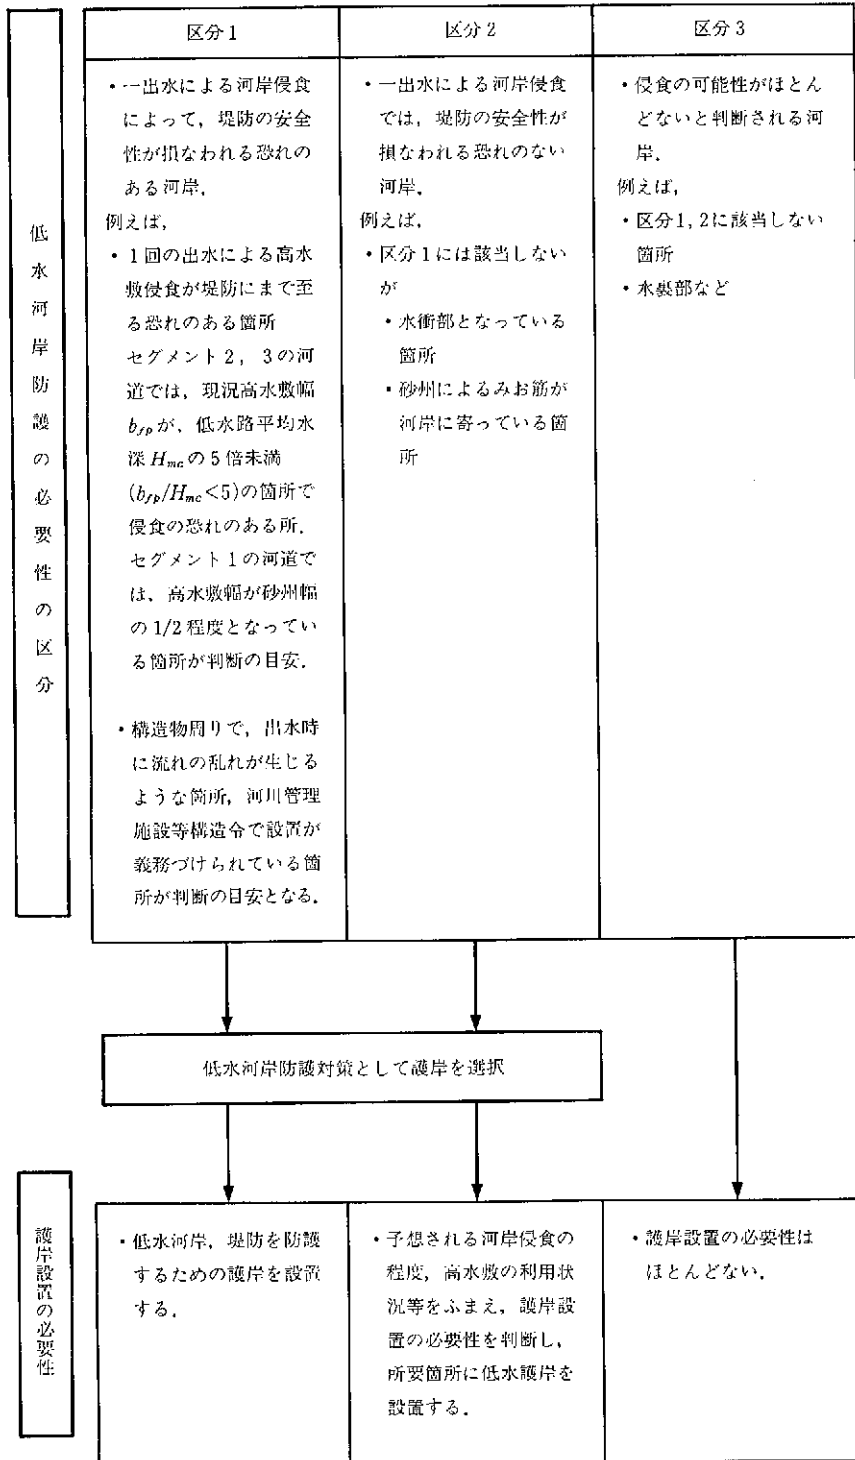 低水河岸防護の必要性の区分
区分1
・一出水による河岸侵食
によって，堤防の安全
性が損なわれる恐れの
ある河岸．
例えば，
・1回の出水による高水
敷侵食が堤防にまで至
る恐れのある箇所
セグメント2，3の河
道では，現況高水敷幅
b_fpが，低水路平均水
深H_mcの5倍未満
(b_fp/H_mc<5)の箇所で
侵食の恐れのある所．
セグメント1の河道で
は，高水敷幅が砂州幅
の1/2程度となってい
る箇所が判断の目安．
・構造物周りで，出水時
に流れの乱れが生じる
ような箇所，河川管理
施設等構造令で設置が
義務づけられている箇
所が判断の目安となる．
区分2
・一出水による河岸侵食
では，堤防の安全性が
損なわれる恐れのない
河岸．
例えば，
・区分1には該当しない
が
・水衝部となっている
箇所
・砂州によるみお筋が
河岸に寄っている箇
所
区分3
・侵食の可能性がほとん
どないと判断される河
岸．
例えば，
・区分1，2に該当しない
箇所
・水裏部など
低水河岸防護対策として護岸を選択
護岸設置の必要性
・低水河岸，堤防を防護
するための護岸を設置
する．
・予想される河岸侵食の
程度，高水敷の利用状
況等をふまえ，護岸設
置の必要性を判断し，
所要箇所に低水護岸を
設置する．
・護岸設置の必要性は
ほとんどない．